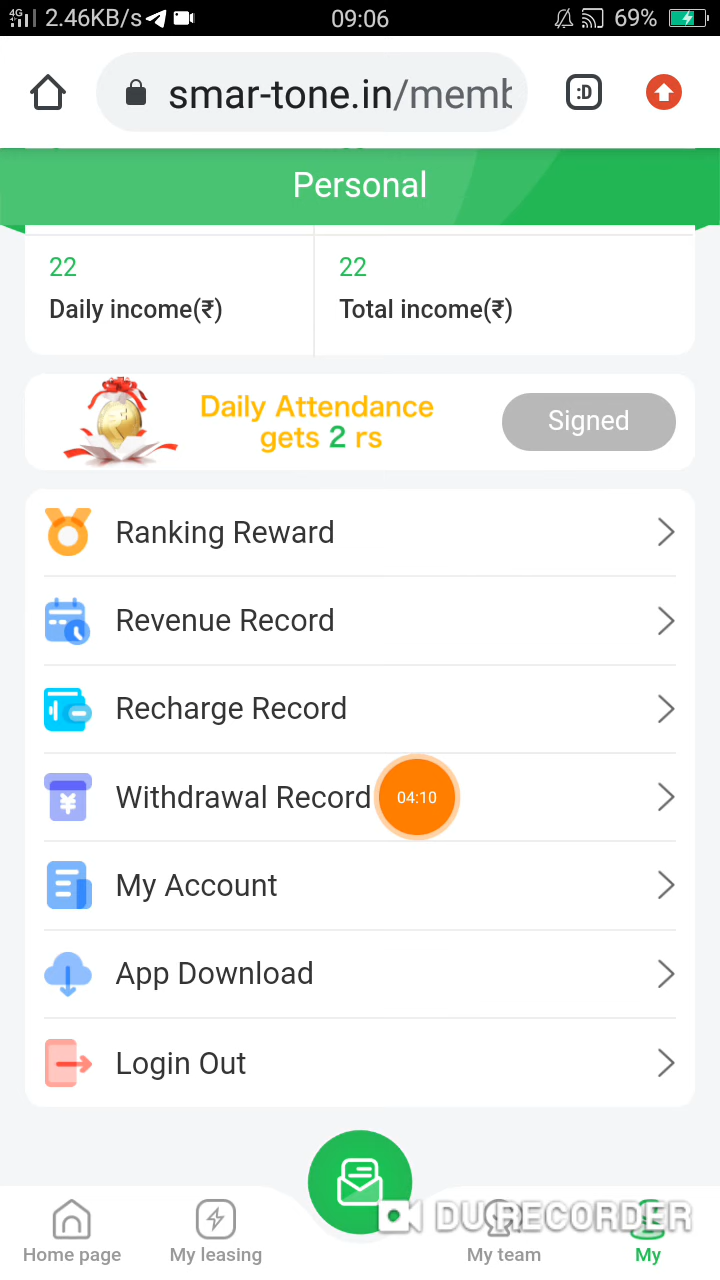 4G 2.46KB/s 09:06 69%
smar-tone.in/memb
:D
Personal
22 22
Daily income(₹) Total income(₹)
Daily Attendance
gets 2 rs
Signed
Ranking Reward
Revenue Record
Recharge Record
¥ Withdrawal Record 04:10
My Account
App Download
Login Out
DU RECORDER
Home page My leasing My team My